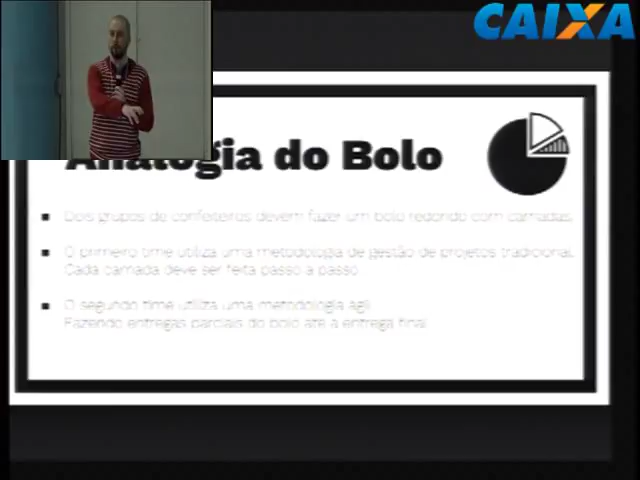 CAIXA
Analogia do Bolo
Dois grupos de confeiteiros devem fazer um bolo redondo com camadas.
O primeiro time utiliza uma metodologia de gestão de projetos tradicional.
Cada camada deve ser feita passo a passo.
O segundo time utiliza uma metodologia ágil.
Fazendo entregas parciais do bolo até a entrega final.